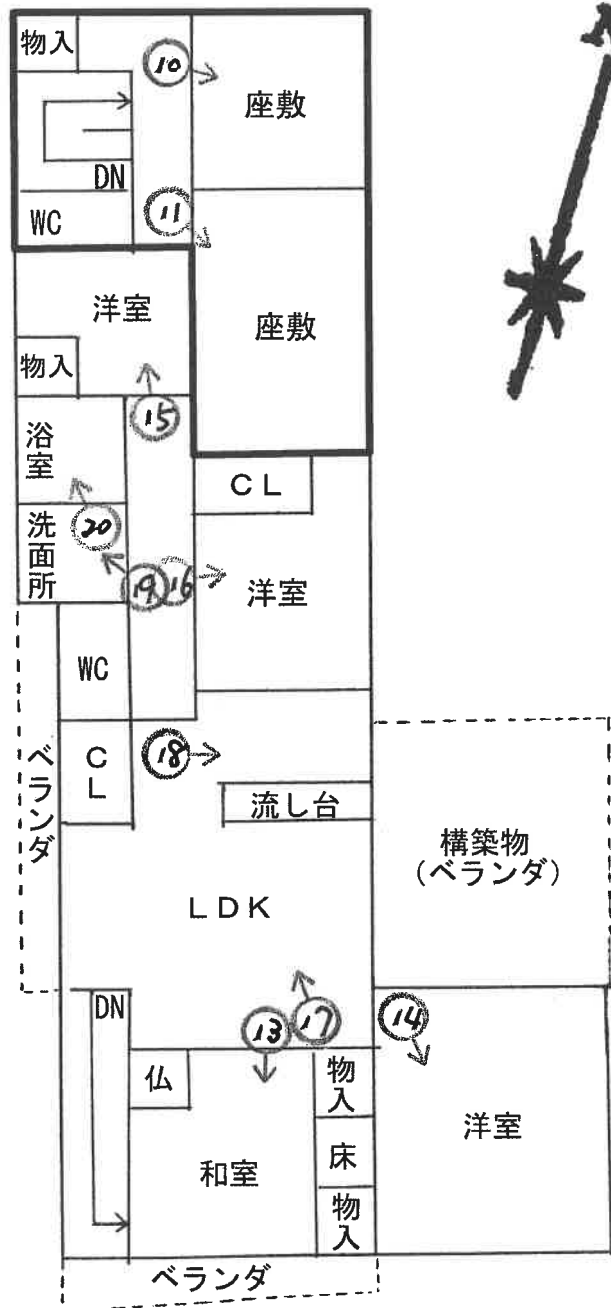 物入
⑩
座敷
N
DN
WC
⑪
洋室
座敷
物入
⑮
浴室
CL
⑳
洗面所
⑲
⑯
洋室
WC
CL
⑱
ベランダ
流し台
構築物
(ベランダ)
LDK
DN
⑬
⑰
⑭
仏
物入
洋室
和室
床
物入
ベランダ